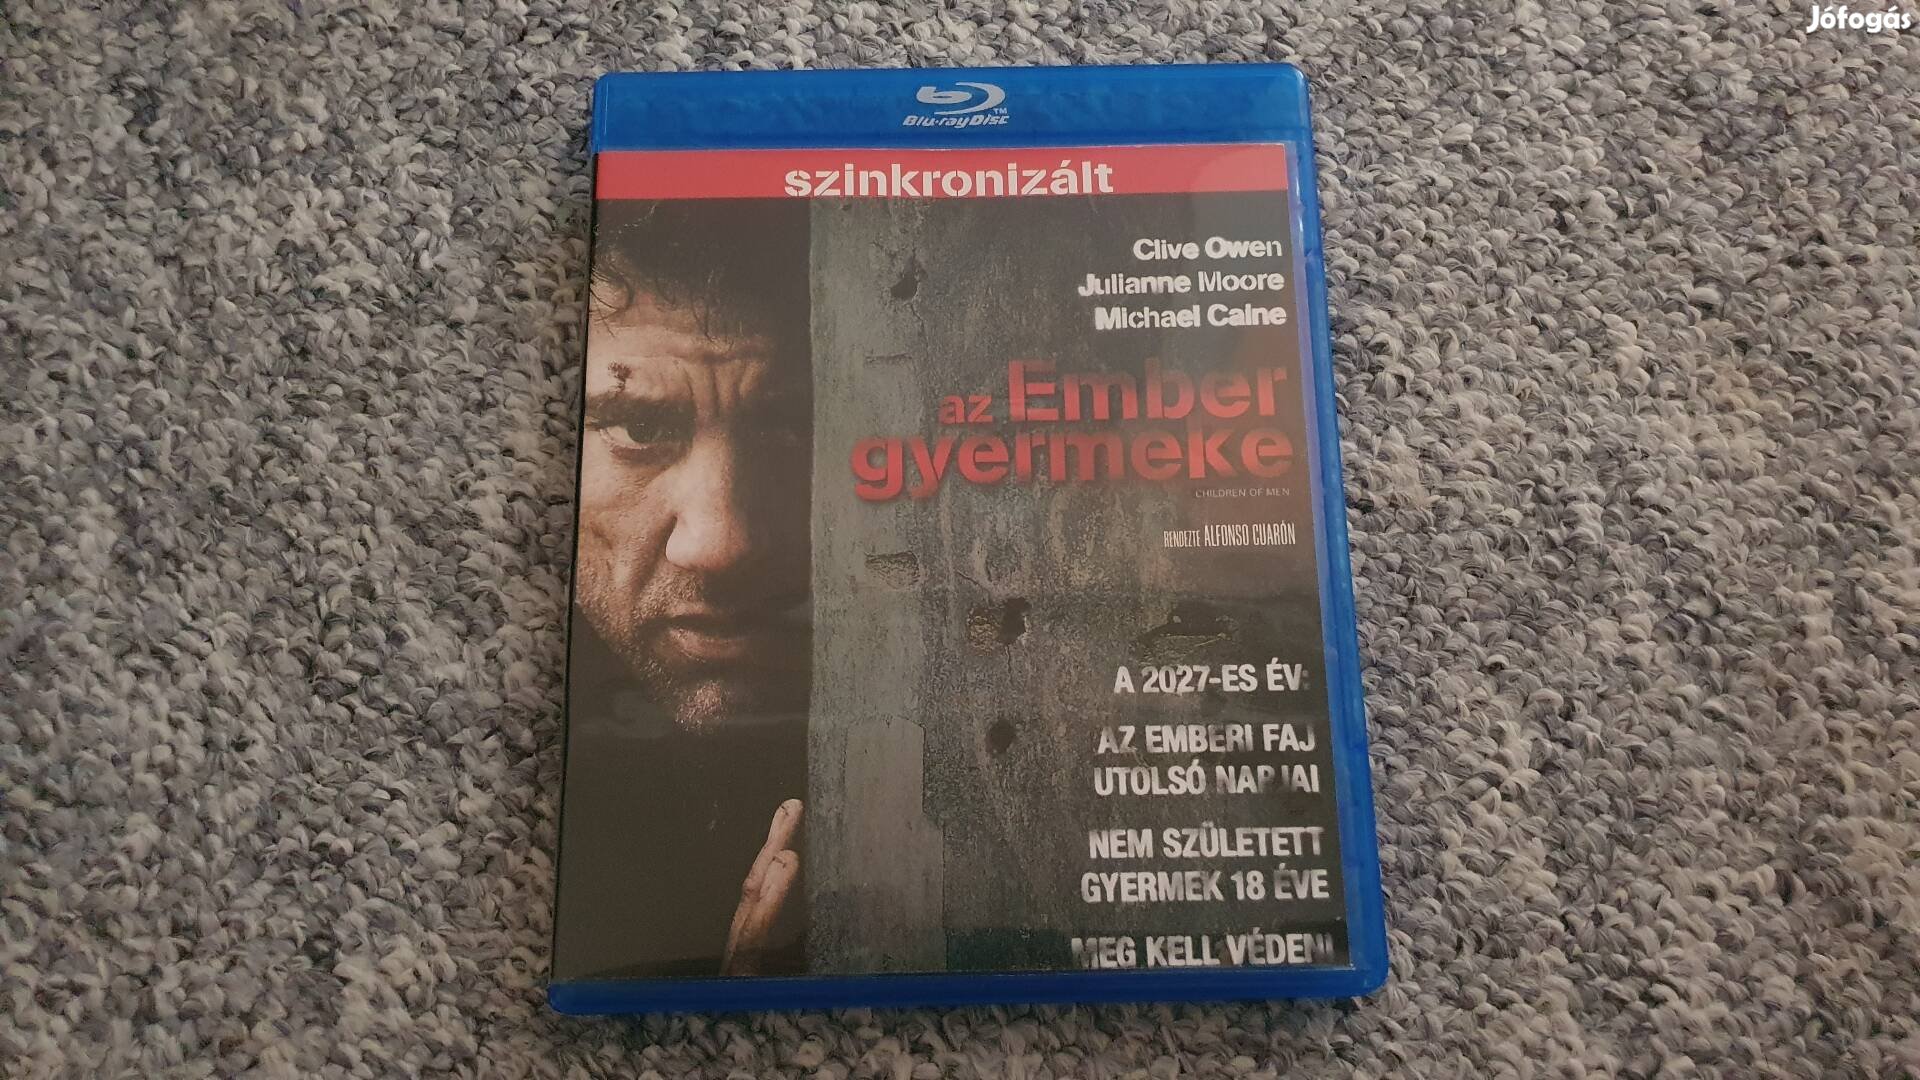 Jófogás
Blu-ray Disc™
szinkronizált
Clive Owen
Julianne Moore
Michael Caine
az Ember
gyermeke
CHILDREN OF MEN
RENDEZTE ALFONSO CUARÓN
A 2027-ES ÉV:
AZ EMBERI FAJ
UTOLSÓ NAPJAI
NEM SZÜLETETT
GYERMEK 18 ÉVE
MEG KELL VÉDENI